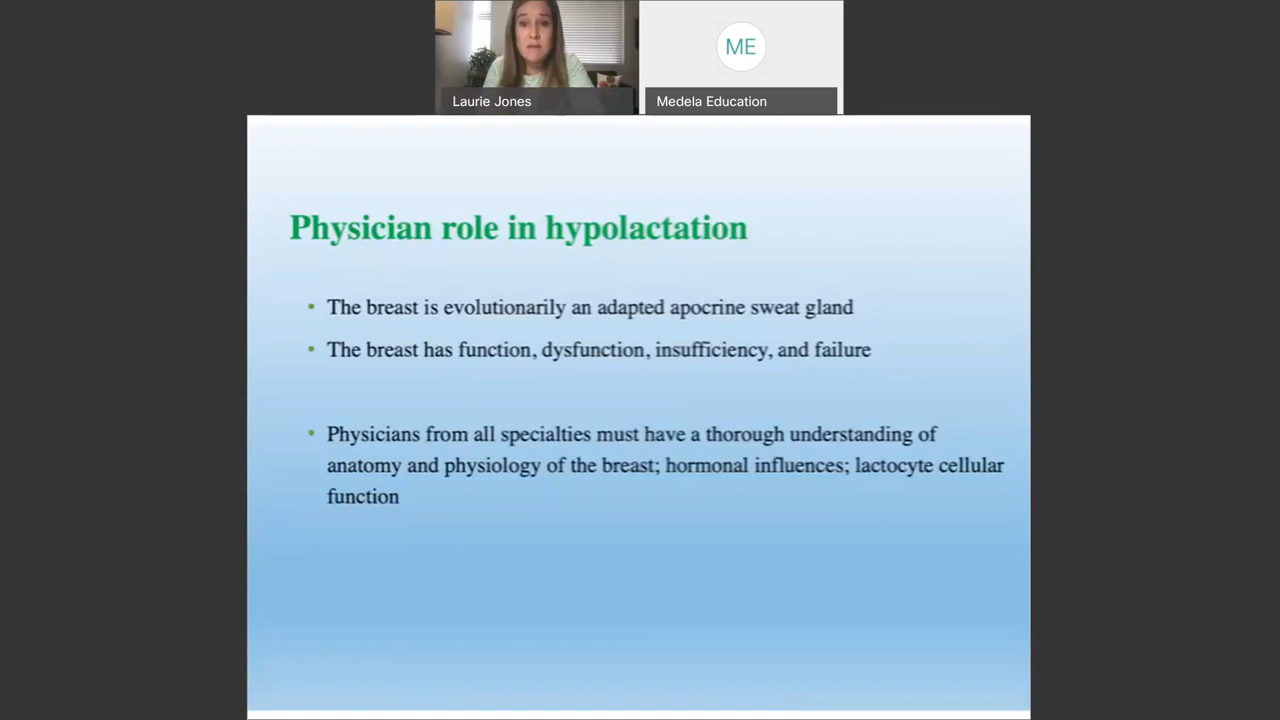 ME
Laurie Jones
Medela Education
Physician role in hypolactation
• The breast is evolutionarily an adapted apocrine sweat gland
• The breast has function, dysfunction, insufficiency, and failure
• Physicians from all specialties must have a thorough understanding of
anatomy and physiology of the breast; hormonal influences; lactocyte cellular
function